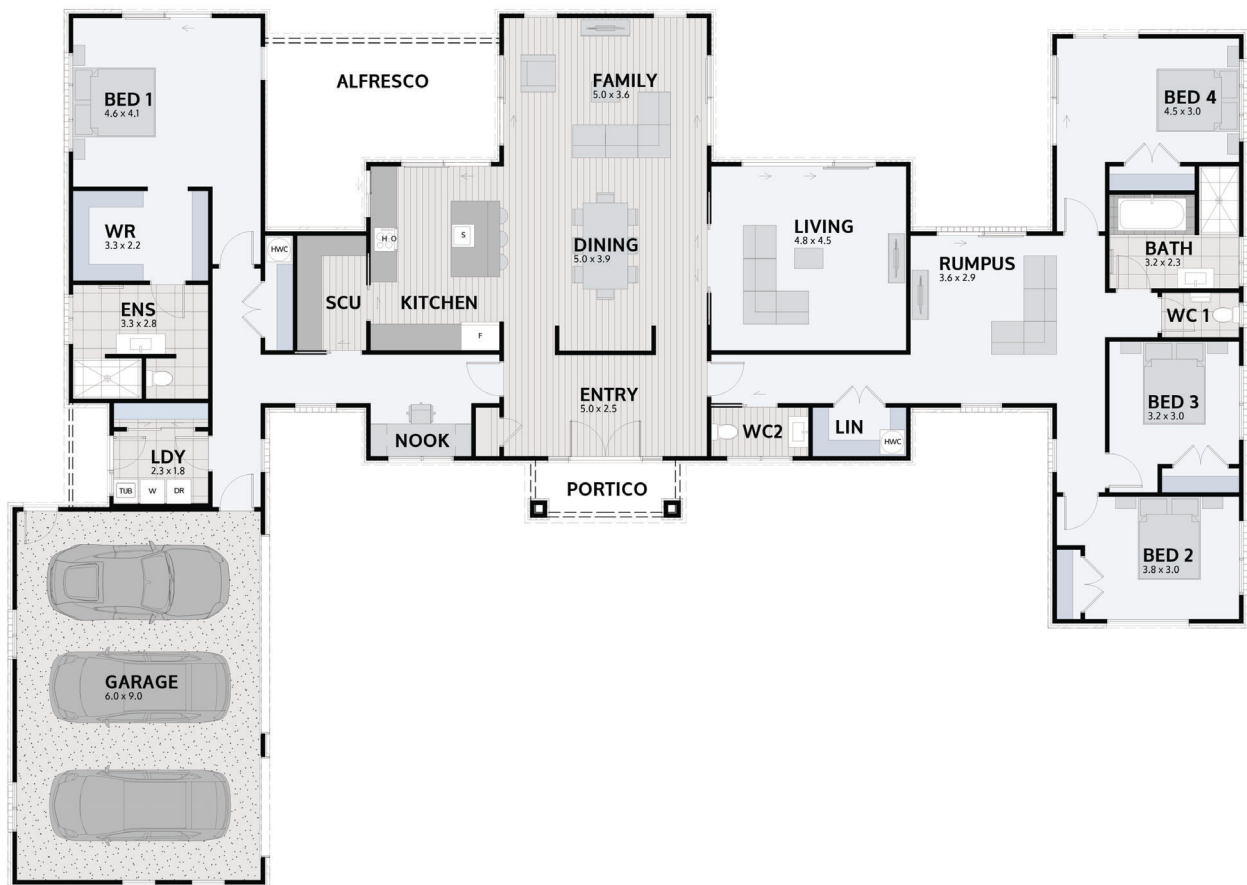 BED 1
4.6 x 4.1
ALFRESCO
FAMILY
5.0 x 3.6
BED 4
4.5 x 3.0
WR
3.3 x 2.2
HWC
H O
S
DINING
5.0 x 3.9
LIVING
4.8 x 4.5
RUMPUS
3.6 x 2.9
BATH
3.2 x 2.3
ENS
3.3 x 2.8
SCU
KITCHEN
F
WC 1
ENTRY
5.0 x 2.5
BED 3
3.2 x 3.0
NOOK
WC2
LIN
HWC
LDY
2.3 x 1.8
TUB
W
DR
PORTICO
BED 2
3.8 x 3.0
GARAGE
6.0 x 9.0